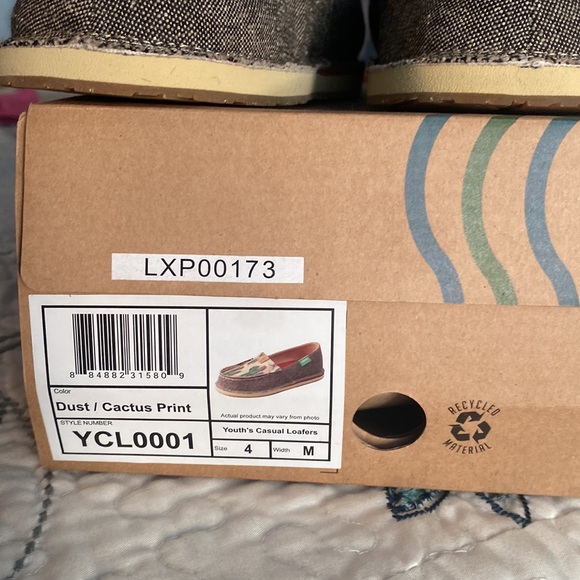 LXP00173
8 84882 31580 9
Color
Dust / Cactus Print
STYLE NUMBER
YCL0001
Actual product may vary from photo
Youth's Casual Loafers
Size 4 Width M
RECYCLED
MATERIAL